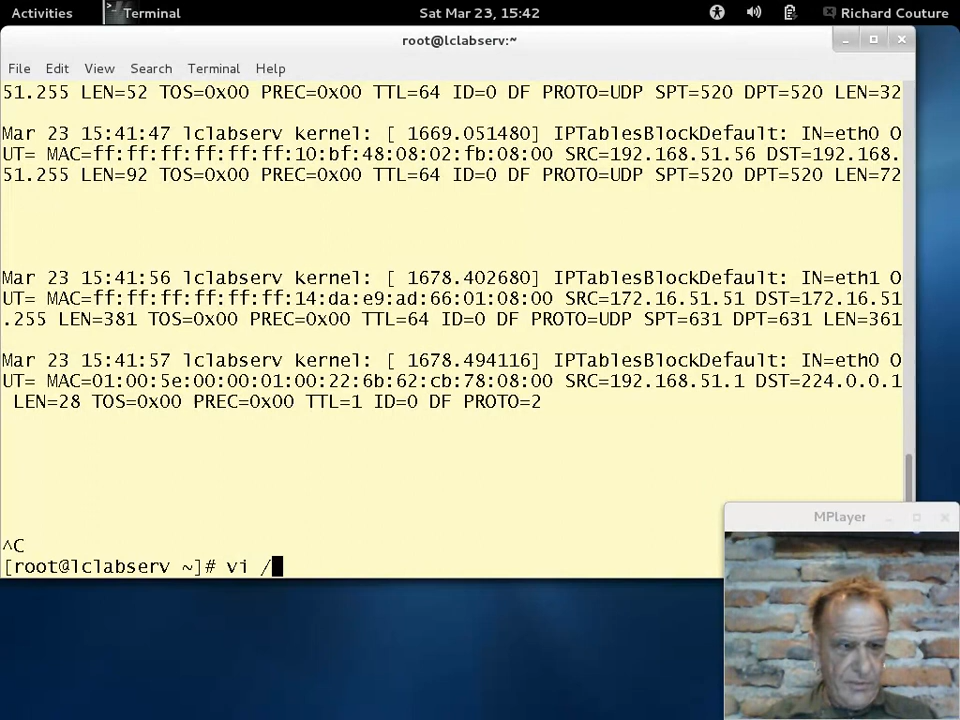 Activities
Terminal
Sat Mar 23, 15:42
Richard Couture
root@lclabserv:~
File Edit View Search Terminal Help
51.255 LEN=52 TOS=0x00 PREC=0x00 TTL=64 ID=0 DF PROTO=UDP SPT=520 DPT=520 LEN=32
Mar 23 15:41:47 lclabserv kernel: [ 1669.051480] IPTablesBlockDefault: IN=eth0 O
UT= MAC=ff:ff:ff:ff:ff:ff:10:bf:48:08:02:fb:08:00 SRC=192.168.51.56 DST=192.168.
51.255 LEN=92 TOS=0x00 PREC=0x00 TTL=64 ID=0 DF PROTO=UDP SPT=520 DPT=520 LEN=72
Mar 23 15:41:56 lclabserv kernel: [ 1678.402680] IPTablesBlockDefault: IN=eth1 O
UT= MAC=ff:ff:ff:ff:ff:ff:14:da:e9:ad:66:01:08:00 SRC=172.16.51.51 DST=172.16.51
.255 LEN=381 TOS=0x00 PREC=0x00 TTL=64 ID=0 DF PROTO=UDP SPT=631 DPT=631 LEN=361
Mar 23 15:41:57 lclabserv kernel: [ 1678.494116] IPTablesBlockDefault: IN=eth0 O
UT= MAC=01:00:5e:00:00:01:00:22:6b:62:cb:78:08:00 SRC=192.168.51.1 DST=224.0.0.1
 LEN=28 TOS=0x00 PREC=0x00 TTL=1 ID=0 DF PROTO=2
^C
[root@lclabserv ~]# vi /
MPlayer